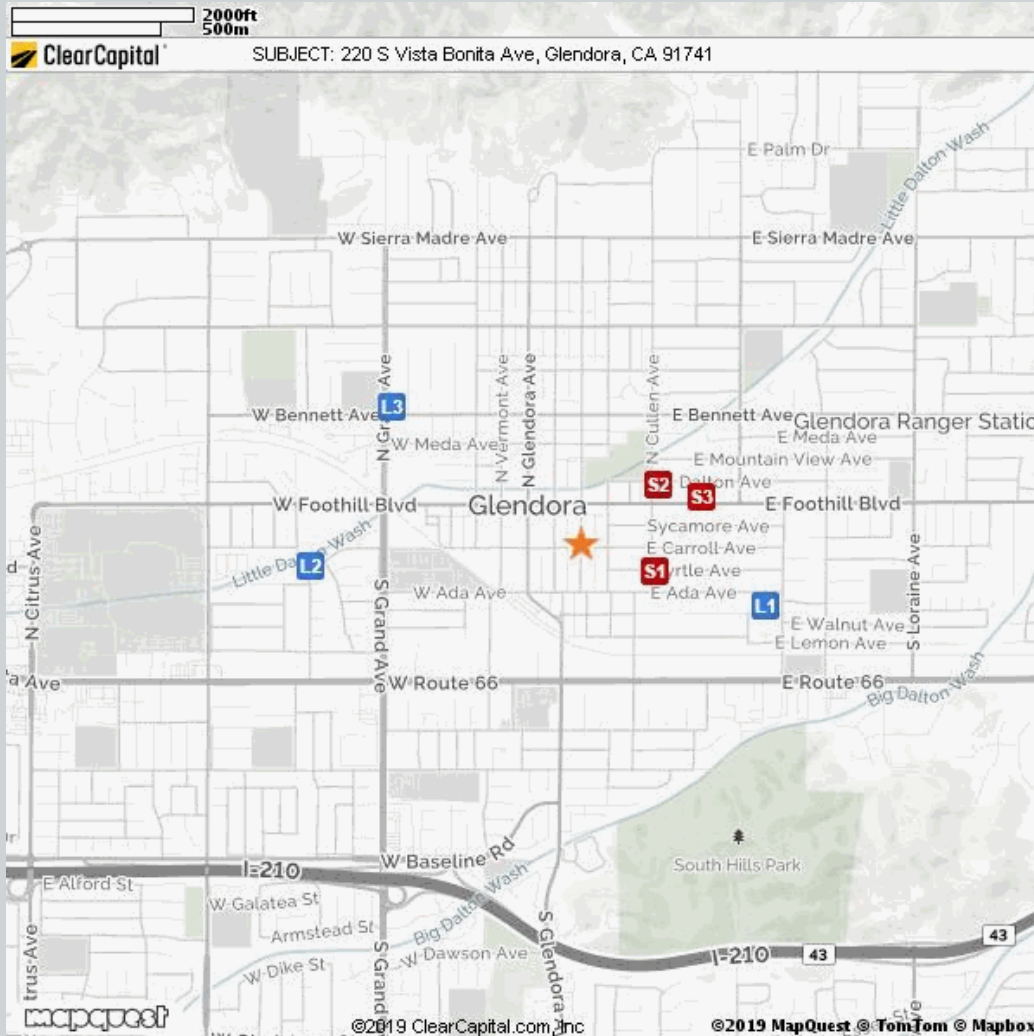 2000ft
500m
ClearCapital
SUBJECT: 220 S Vista Bonita Ave, Glendora, CA 91741
E Palm Dr
Little Dalton Wash
W Sierra Madre Ave
E Sierra Madre Ave
N Vermont Ave
N Glendora Ave
N Cullen Ave
L3
W Bennett Ave
E Bennett Ave
Glendora Ranger Static
W Meda Ave
E Meda Ave
E Mountain View Ave
S2
Dalton Ave
S3
W Foothill Blvd
Glendora
E Foothill Blvd
Sycamore Ave
E Carroll Ave
N Citrus Ave
L2
Little Da
Wash
S1
rtle Ave
W Ada Ave
E Ada Ave
S Grand Ave
L1
S Loraine Ave
E Walnut Ave
E Lemon Ave
a Ave
W Route 66
E Route 66
Big Dalton Wash
South Hills Park
W Baseline Rd
I-210
E Alford St
W Galatea St
Big Dalton Wash
Armstead St
S Glendora
43
trus Ave
W Dike St
S Grand
W Dawson Ave
I-210
43
mapquest
©2019 ClearCapital.com, Inc
©2019 MapQuest © TomTom © Mapbox